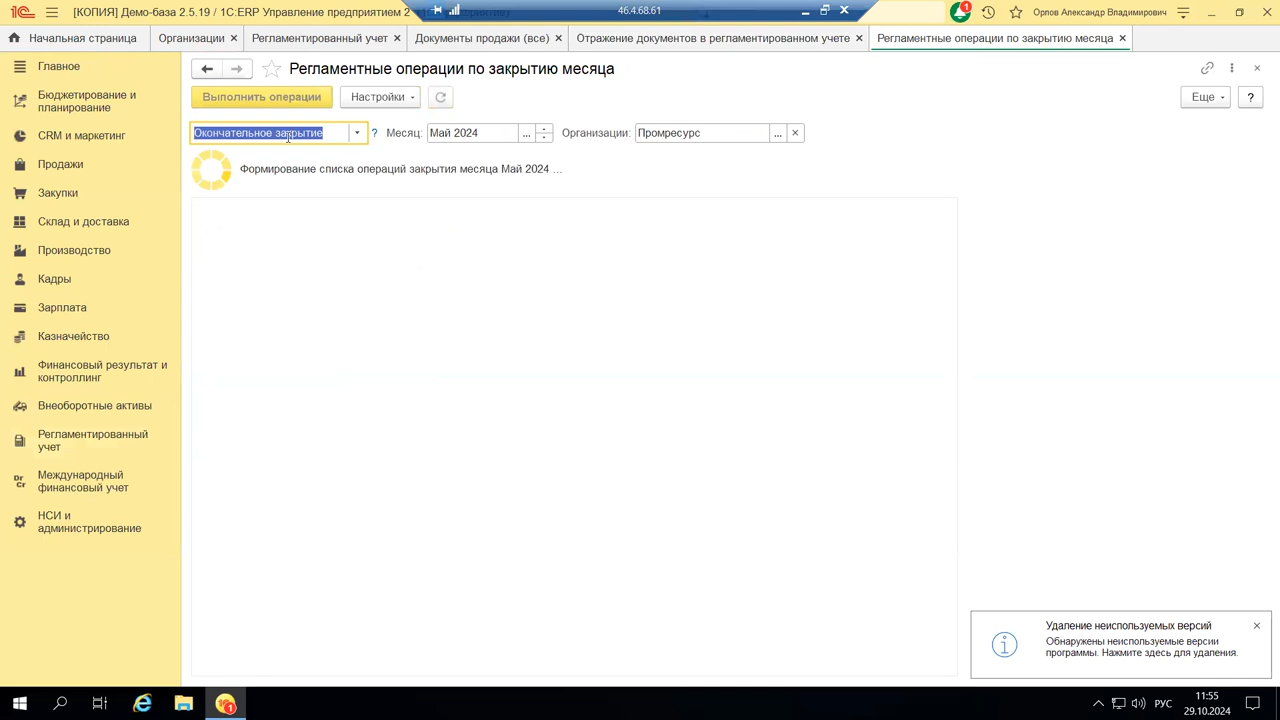 [КОПИЯ] Демо-база 2.5.19 / 1С:ERP Управление предприятием 2
46.4.68.61
1
Орлов Александр Владимирович
Начальная страница
Организации
Регламентированный учет
Документы продажи (все)
Отражение документов в регламентированном учете
Регламентные операции по закрытию месяца
Главное
Бюджетирование и
планирование
CRM и маркетинг
Продажи
Закупки
Склад и доставка
Производство
Кадры
Зарплата
Казначейство
Финансовый результат и
контроллинг
Внеоборотные активы
Регламентированный
учет
Международный
финансовый учет
НСИ и
администрирование
Регламентные операции по закрытию месяца
Выполнить операции
Настройки
Еще
?
Окончательное закрытие
?
Месяц:
Май 2024
...
Организации:
Промресурс
...
Формирование списка операций закрытия месяца Май 2024 ...
Удаление неиспользуемых версий
Обнаружены неиспользуемые версии
программы. Нажмите здесь для удаления.
1
РУС
11:55
29.10.2024